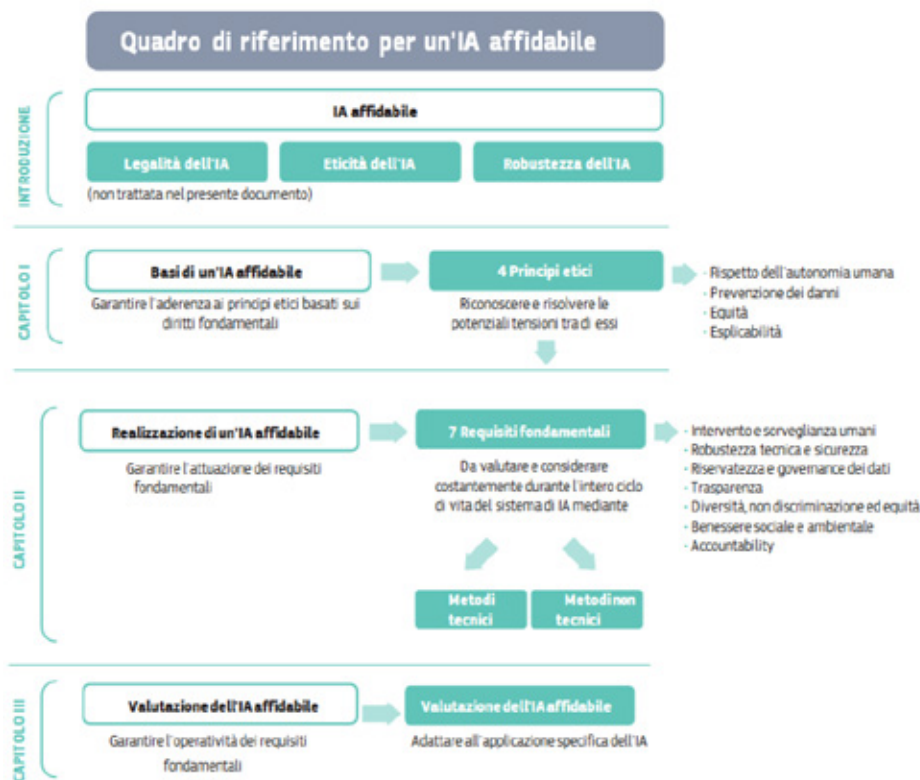 Quadro di riferimento per un'IA affidabile
INTRODUZIONE
IA affidabile
Legalità dell'IA
Eticità dell'IA
Robustezza dell'IA
(non trattata nel presente documento)
CAPITOLO I
Basi di un'IA affidabile
Garantire l'aderenza ai principi etici basati sui
diritti fondamentali
4 Principi etici
Riconoscere e risolvere le
potenziali tensioni tra di essi
· Rispetto dell'autonomia umana
· Prevenzione dei danni
· Equità
· Esplicabilità
CAPITOLO II
Realizzazione di un'IA affidabile
Garantire l'attuazione dei requisiti
fondamentali
7 Requisiti fondamentali
Da valutare e considerare
costantemente durante l'intero ciclo
di vita del sistema di IA mediante
· Intervento e sorveglianza umani
· Robustezza tecnica e sicurezza
· Riservatezza e governance dei dati
· Trasparenza
· Diversità, non discriminazione ed equità
· Benessere sociale e ambientale
· Accountability
Metodi
tecnici
Metodi non
tecnici
CAPITOLO III
Valutazione dell'IA affidabile
Garantire l'operatività dei requisiti
fondamentali
Valutazione dell'IA affidabile
Adattare all'applicazione specifica dell'IA